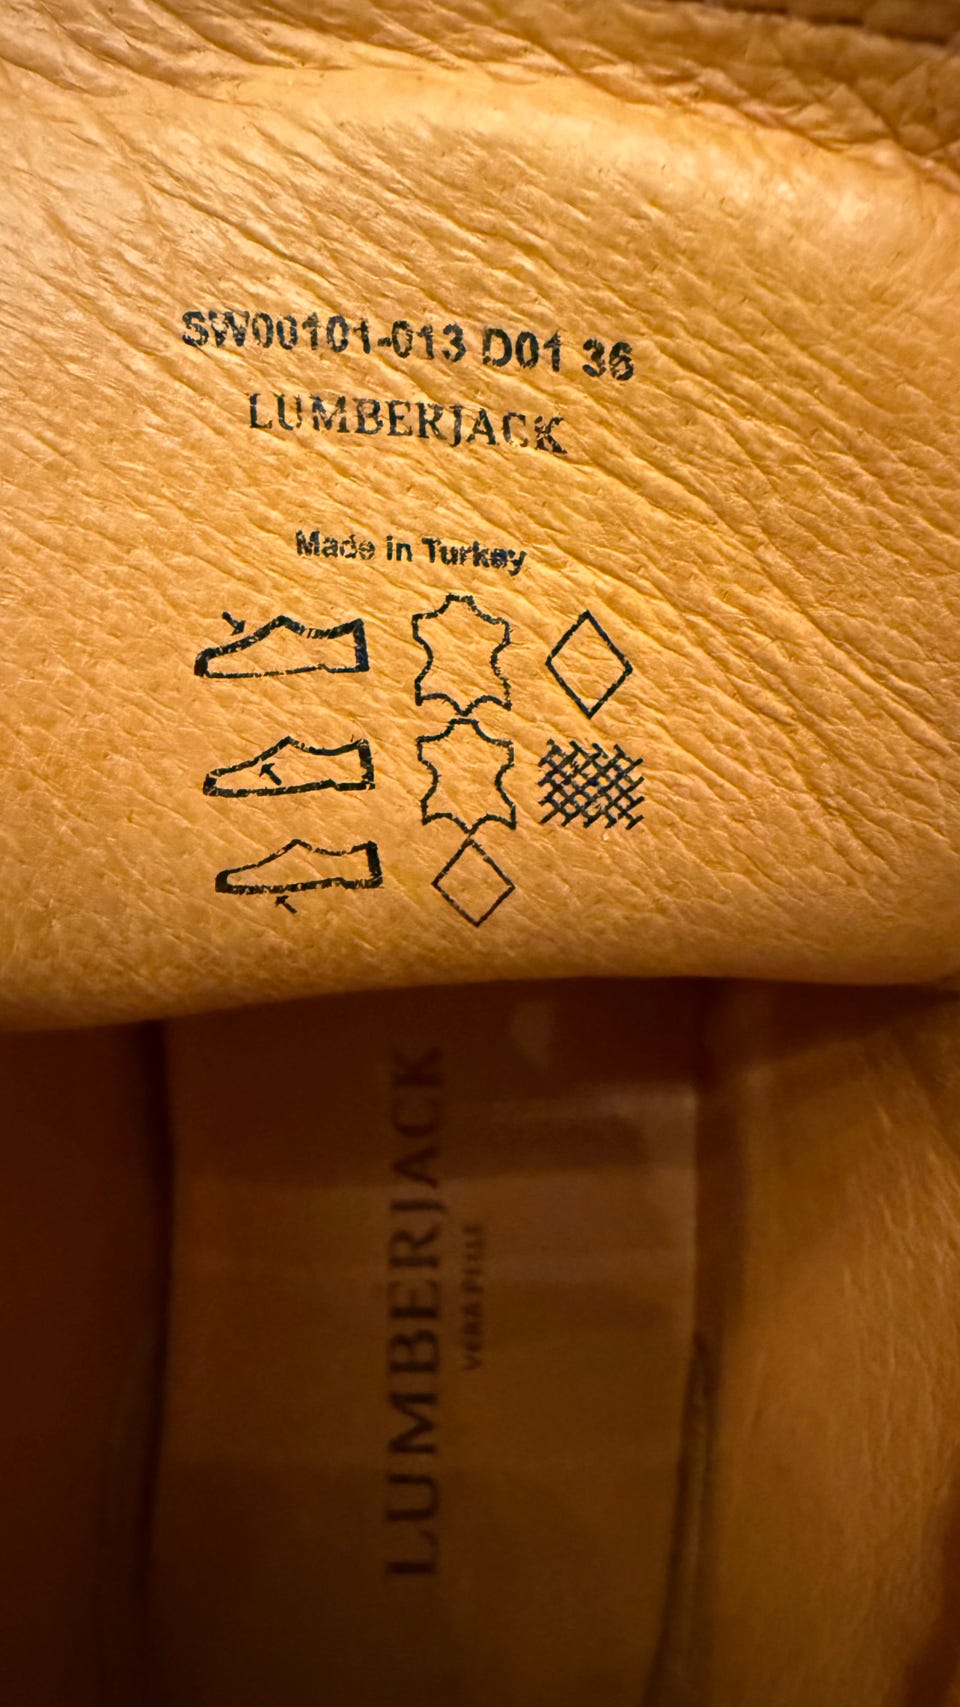 SW00101-013 D01 36
LUMBERJACK
Made in Turkey
LUMBERJACK
VERA PELLE